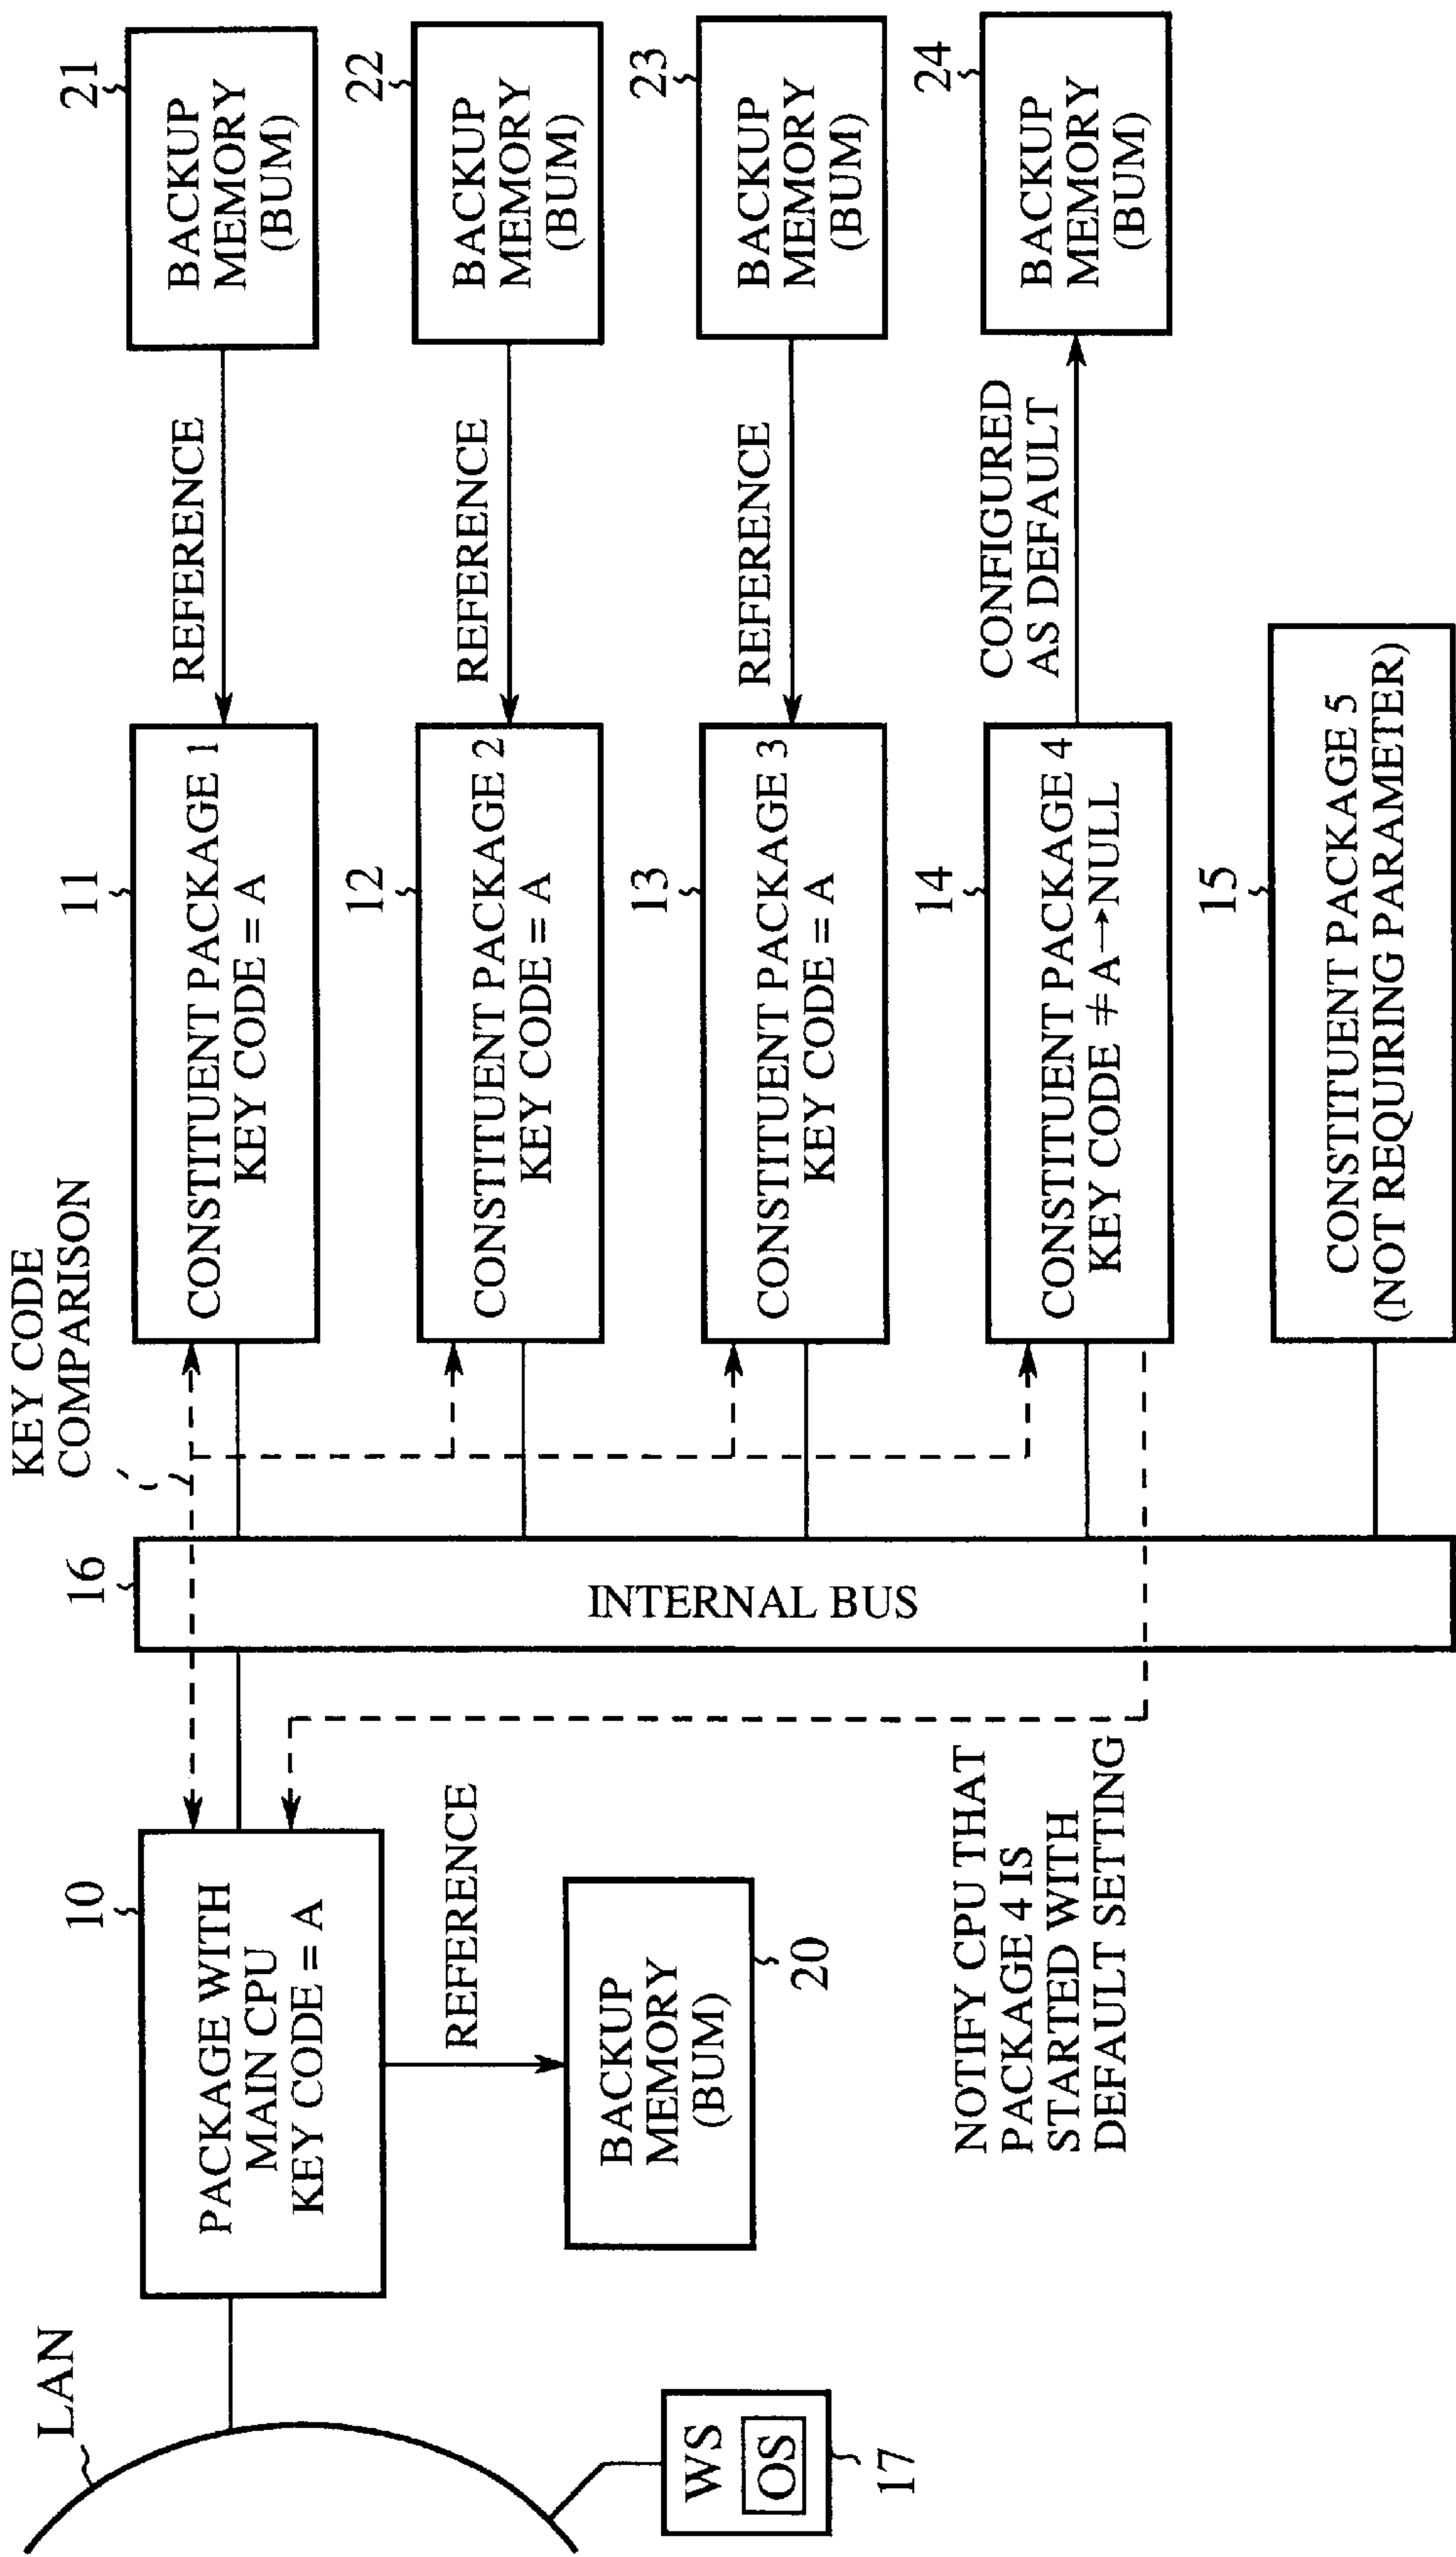 LAN
WS
OS
17
10
PACKAGE WITH
MAIN CPU
KEY CODE = A
REFERENCE
BACKUP
MEMORY
(BUM)
20
NOTIFY CPU THAT
PACKAGE 4 IS
STARTED WITH
DEFAULT SETTING
16
INTERNAL BUS
KEY CODE
COMPARISON
11
CONSTITUENT PACKAGE 1
KEY CODE = A
REFERENCE
21
BACKUP
MEMORY
(BUM)
12
CONSTITUENT PACKAGE 2
KEY CODE = A
REFERENCE
22
BACKUP
MEMORY
(BUM)
13
CONSTITUENT PACKAGE 3
KEY CODE = A
REFERENCE
23
BACKUP
MEMORY
(BUM)
14
CONSTITUENT PACKAGE 4
KEY CODE ≠ A→NULL
CONFIGURED
AS DEFAULT
24
BACKUP
MEMORY
(BUM)
15
CONSTITUENT PACKAGE 5
(NOT REQUIRING PARAMETER)